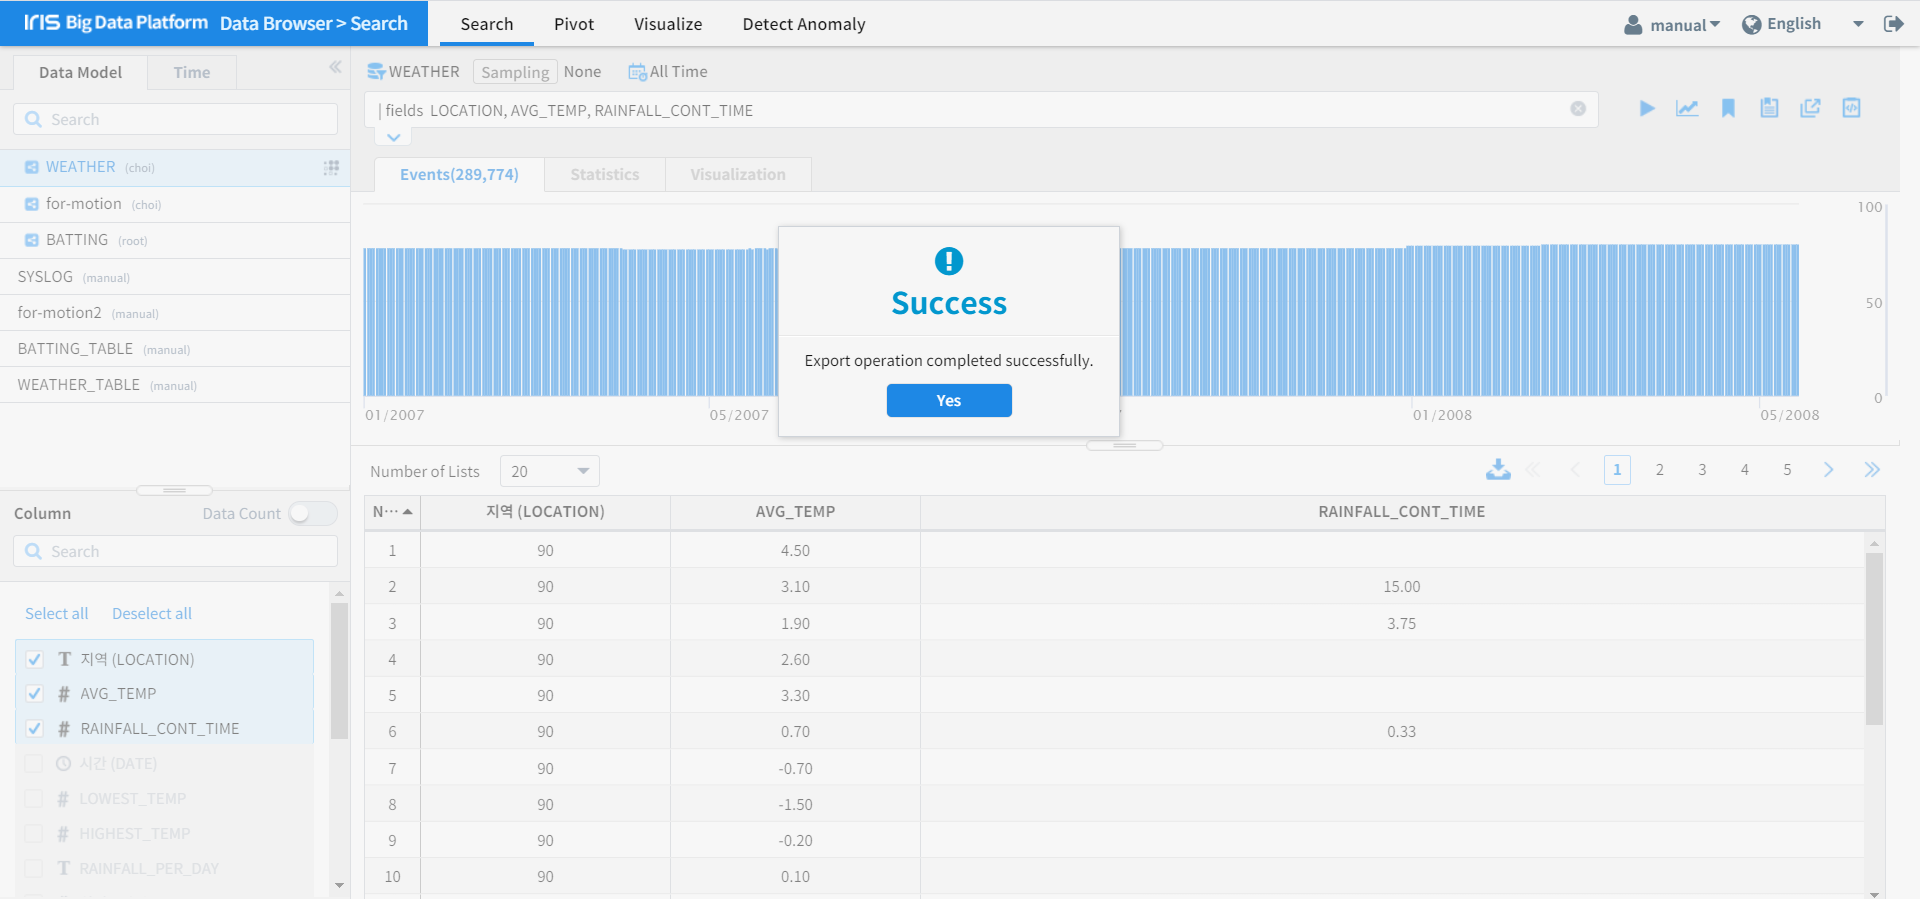 IRIS Big Data Platform Data Browser > Search
Search Pivot Visualize Detect Anomaly
manual English
Data Model Time
Search
WEATHER (choi)
for-motion (choi)
BATTING (root)
SYSLOG (manual)
for-motion2 (manual)
BATTING_TABLE (manual)
WEATHER_TABLE (manual)
Column Data Count
Search
Select all Deselect all
T 지역 (LOCATION)
# AVG_TEMP
# RAINFALL_CONT_TIME
시간 (DATE)
# LOWEST_TEMP
# HIGHEST_TEMP
T RAINFALL_PER_DAY
WEATHER Sampling None All Time
| fields LOCATION, AVG_TEMP, RAINFALL_CONT_TIME
Events(289,774) Statistics Visualization
100
50
0
01/2007 05/2007 01/2008 05/2008
Success
Export operation completed successfully.
Yes
Number of Lists 20
1 2 3 4 5
N··· 지역 (LOCATION) AVG_TEMP RAINFALL_CONT_TIME
1 90 4.50
2 90 3.10 15.00
3 90 1.90 3.75
4 90 2.60
5 90 3.30
6 90 0.70 0.33
7 90 -0.70
8 90 -1.50
9 90 -0.20
10 90 0.10